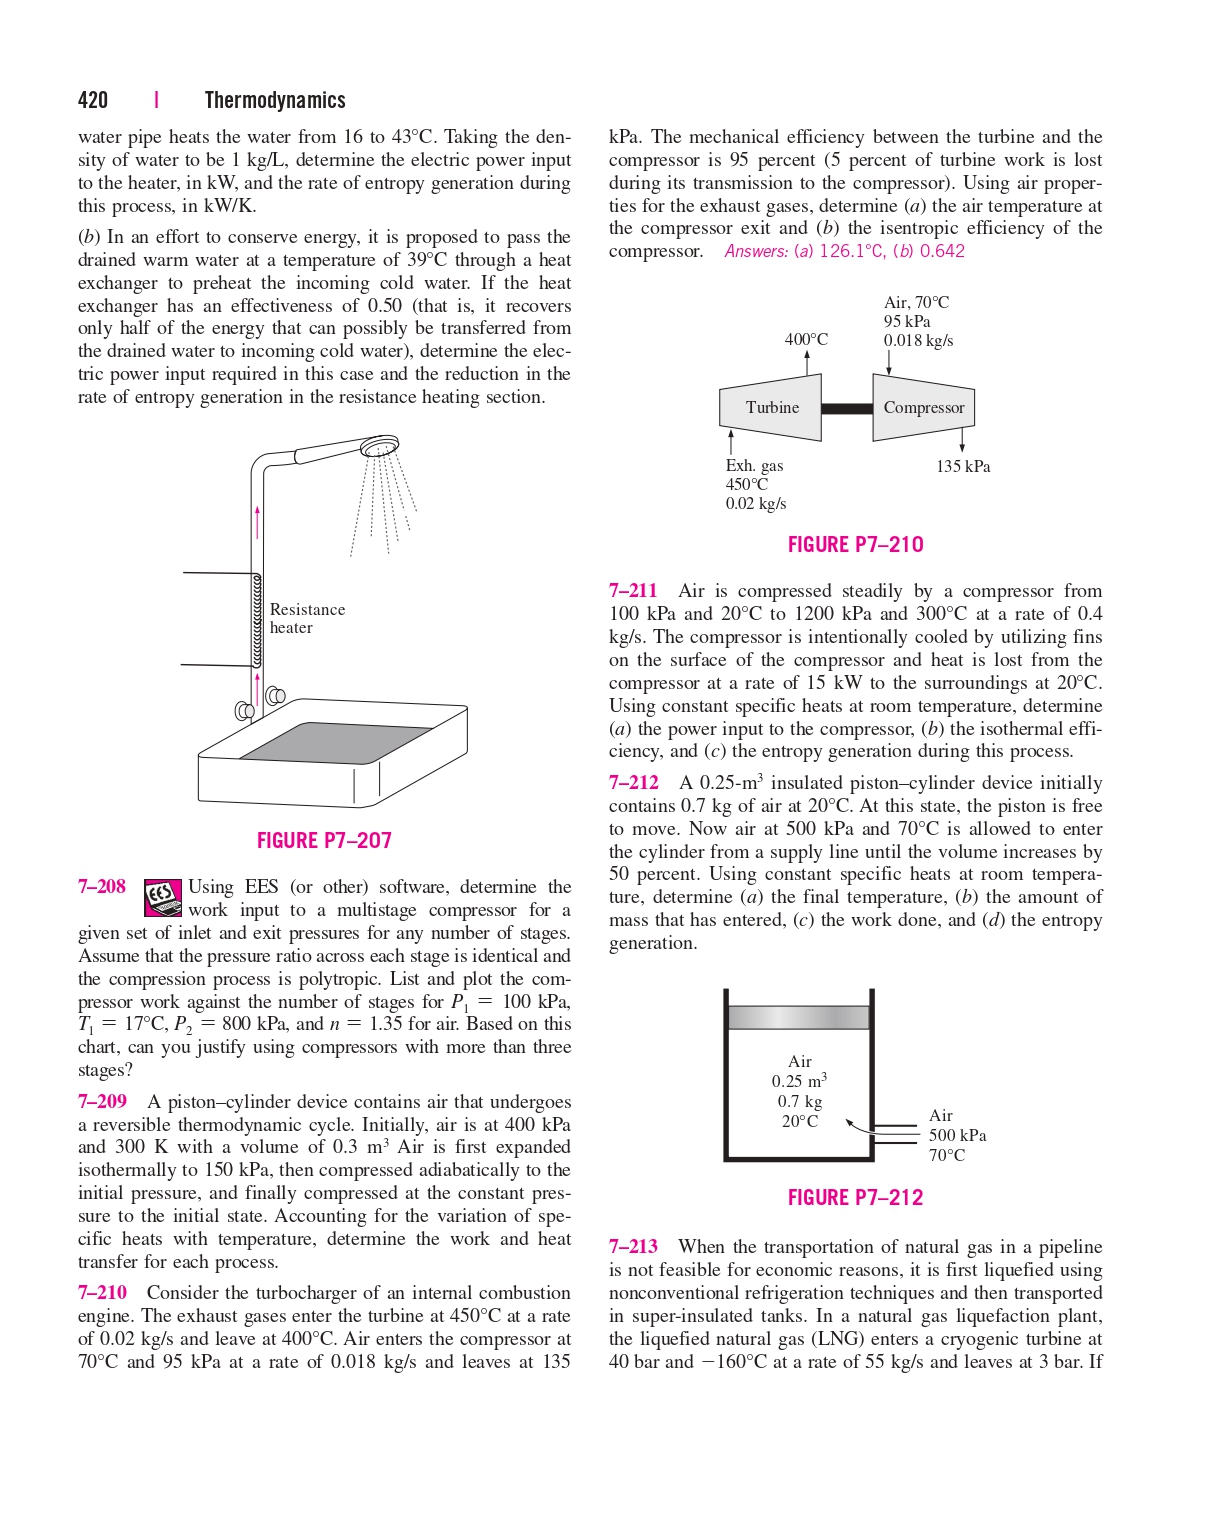 420 | Thermodynamics
water pipe heats the water from 16 to 43°C. Taking the den-
sity of water to be 1 kg/L, determine the electric power input
to the heater, in kW, and the rate of entropy generation during
this process, in kW/K.
(b) In an effort to conserve energy, it is proposed to pass the
drained warm water at a temperature of 39°C through a heat
exchanger to preheat the incoming cold water. If the heat
exchanger has an effectiveness of 0.50 (that is, it recovers
only half of the energy that can possibly be transferred from
the drained water to incoming cold water), determine the elec-
tric power input required in this case and the reduction in the
rate of entropy generation in the resistance heating section.
Resistance
heater
FIGURE P7–207
7–208 EES Using EES (or other) software, determine the
work input to a multistage compressor for a
given set of inlet and exit pressures for any number of stages.
Assume that the pressure ratio across each stage is identical and
the compression process is polytropic. List and plot the com-
pressor work against the number of stages for P₁ = 100 kPa,
T₁ = 17°C, P₂ = 800 kPa, and n = 1.35 for air. Based on this
chart, can you justify using compressors with more than three
stages?
7–209 A piston–cylinder device contains air that undergoes
a reversible thermodynamic cycle. Initially, air is at 400 kPa
and 300 K with a volume of 0.3 m³ Air is first expanded
isothermally to 150 kPa, then compressed adiabatically to the
initial pressure, and finally compressed at the constant pres-
sure to the initial state. Accounting for the variation of spe-
cific heats with temperature, determine the work and heat
transfer for each process.
7–210 Consider the turbocharger of an internal combustion
engine. The exhaust gases enter the turbine at 450°C at a rate
of 0.02 kg/s and leave at 400°C. Air enters the compressor at
70°C and 95 kPa at a rate of 0.018 kg/s and leaves at 135
kPa. The mechanical efficiency between the turbine and the
compressor is 95 percent (5 percent of turbine work is lost
during its transmission to the compressor). Using air proper-
ties for the exhaust gases, determine (a) the air temperature at
the compressor exit and (b) the isentropic efficiency of the
compressor. Answers: (a) 126.1°C, (b) 0.642
Air, 70°C
95 kPa
0.018 kg/s
400°C
Turbine
Compressor
Exh. gas
450°C
0.02 kg/s
135 kPa
FIGURE P7–210
7–211 Air is compressed steadily by a compressor from
100 kPa and 20°C to 1200 kPa and 300°C at a rate of 0.4
kg/s. The compressor is intentionally cooled by utilizing fins
on the surface of the compressor and heat is lost from the
compressor at a rate of 15 kW to the surroundings at 20°C.
Using constant specific heats at room temperature, determine
(a) the power input to the compressor, (b) the isothermal effi-
ciency, and (c) the entropy generation during this process.
7–212 A 0.25-m³ insulated piston–cylinder device initially
contains 0.7 kg of air at 20°C. At this state, the piston is free
to move. Now air at 500 kPa and 70°C is allowed to enter
the cylinder from a supply line until the volume increases by
50 percent. Using constant specific heats at room tempera-
ture, determine (a) the final temperature, (b) the amount of
mass that has entered, (c) the work done, and (d) the entropy
generation.
Air
0.25 m³
0.7 kg
20°C
Air
500 kPa
70°C
FIGURE P7–212
7–213 When the transportation of natural gas in a pipeline
is not feasible for economic reasons, it is first liquefied using
nonconventional refrigeration techniques and then transported
in super-insulated tanks. In a natural gas liquefaction plant,
the liquefied natural gas (LNG) enters a cryogenic turbine at
40 bar and −160°C at a rate of 55 kg/s and leaves at 3 bar. If